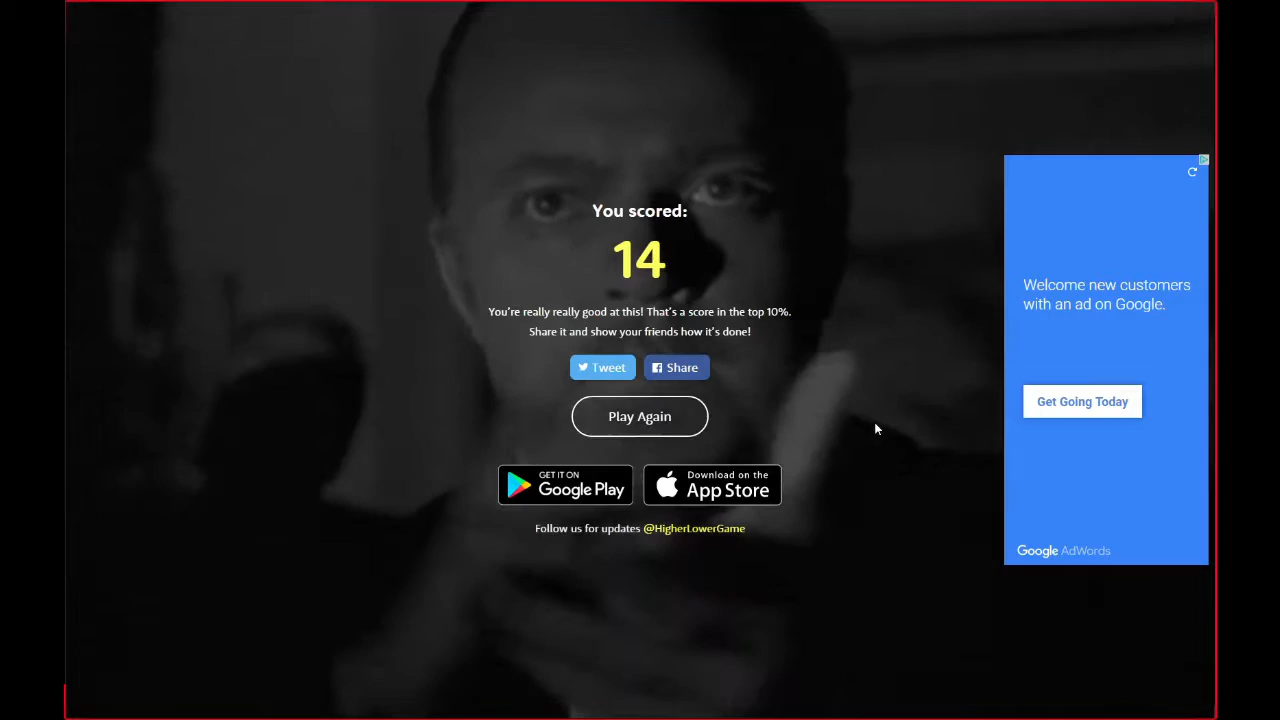 You scored:
14
You're really really good at this! That's a score in the top 10%.
Share it and show your friends how it's done!
Tweet
Share
Play Again
GET IT ON
Google Play
Download on the
App Store
Follow us for updates @HigherLowerGame
Welcome new customers
with an ad on Google.
Get Going Today
Google AdWords